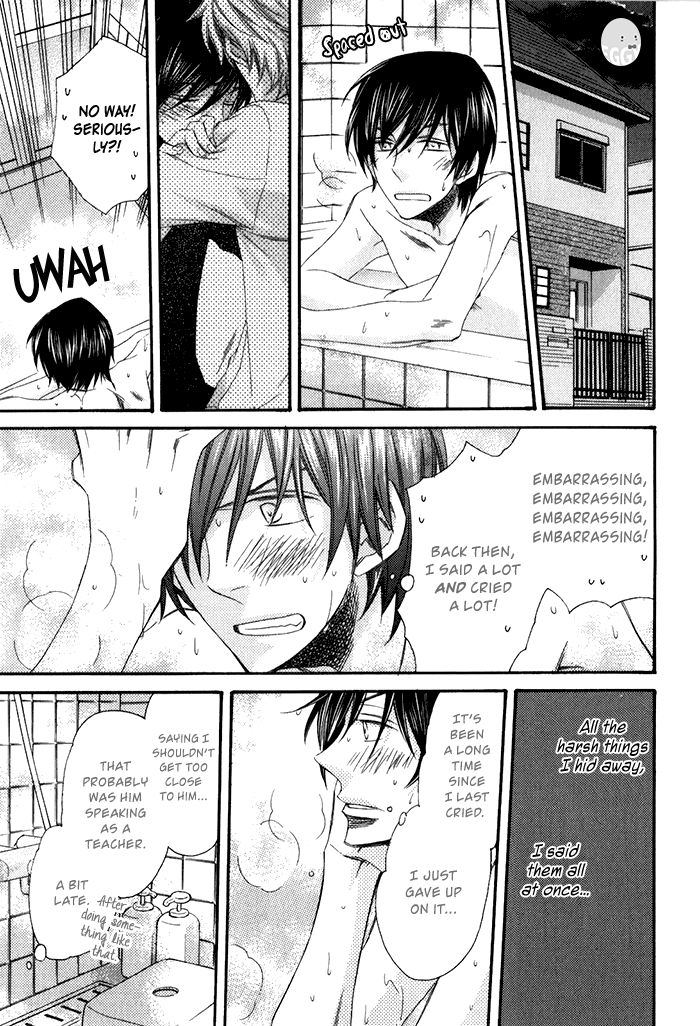 Spaced out
NO WAY!
SERIOUS-
LY?!
UWAH
EMBARRASSING,
EMBARRASSING,
EMBARRASSING,
EMBARRASSING!
BACK THEN,
I SAID A LOT
AND CRIED
A LOT!
All the
harsh things
I hid away,
I said
them all
at once...
IT'S
BEEN
A LONG
TIME
SINCE
I LAST
CRIED.
I JUST
GAVE UP
ON IT...
SAYING I
SHOULDN'T
GET TOO
CLOSE
TO HIM...
THAT
PROBABLY
WAS HIM
SPEAKING
AS A
TEACHER.
A BIT
LATE.
After
doing some-
thing like
that.